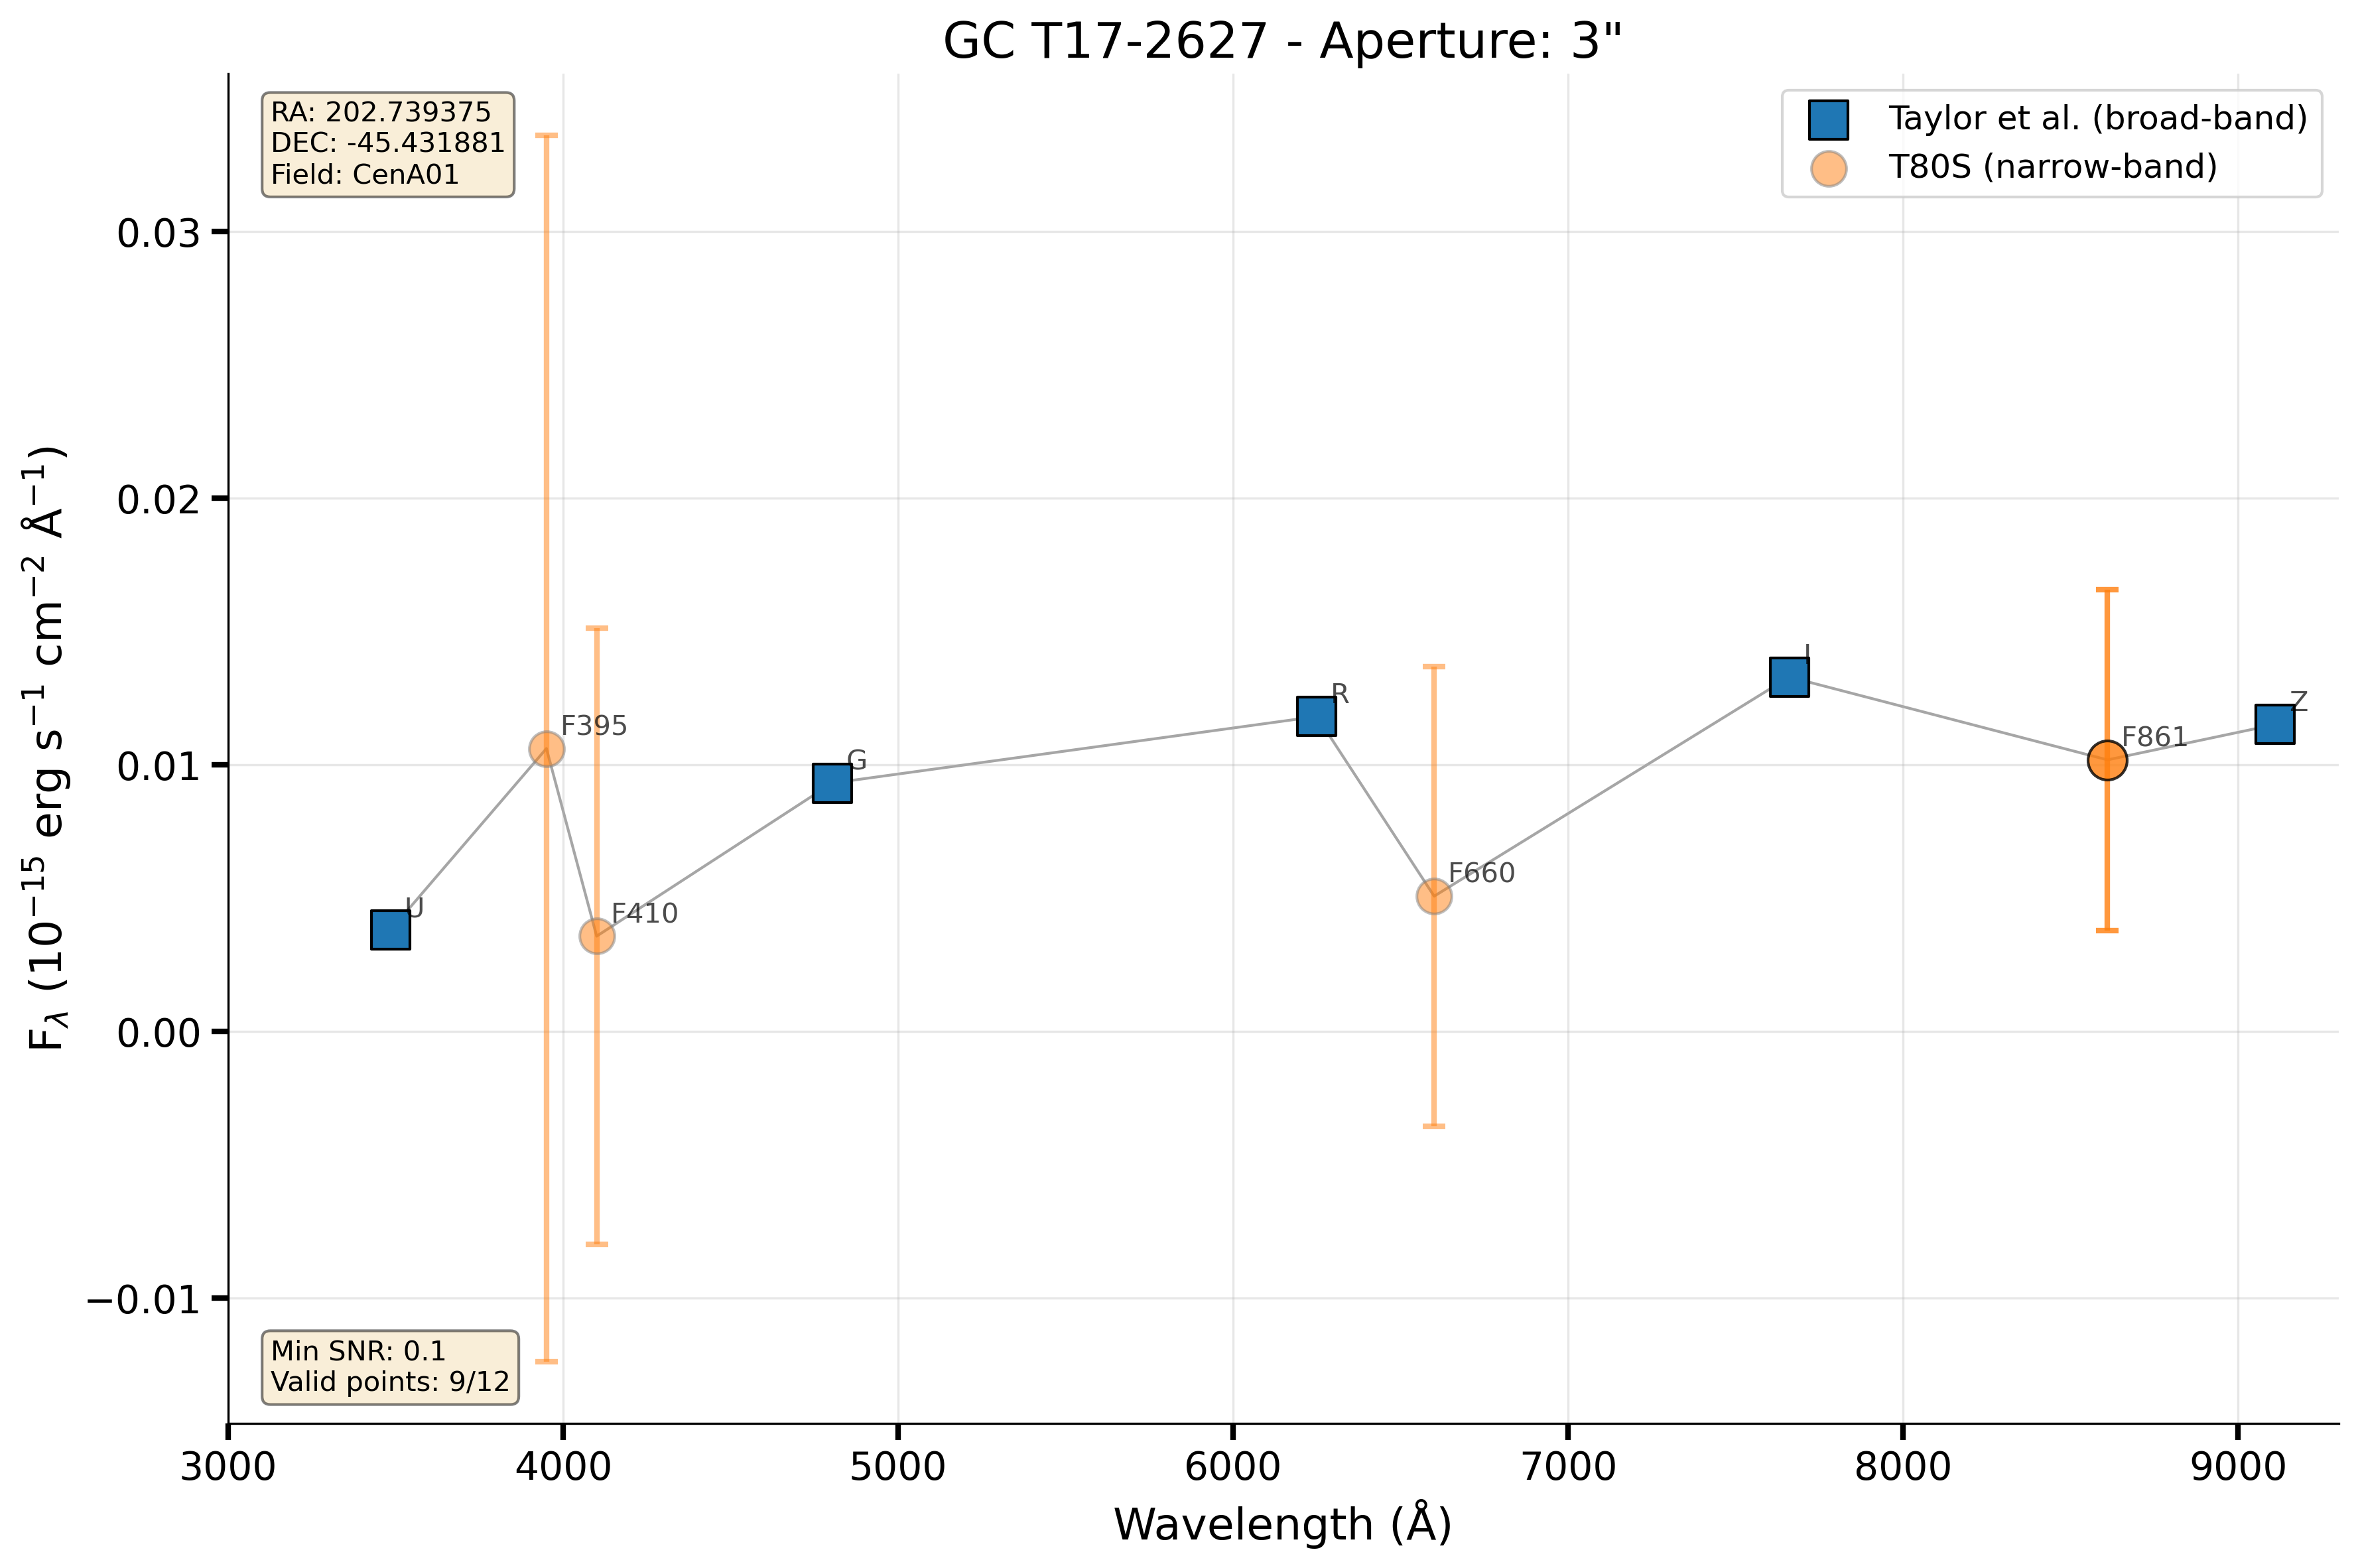 GC T17-2627 - Aperture: 3"
RA: 202.739375
DEC: -45.431881
Field: CenA01
Taylor et al. (broad-band)
T80S (narrow-band)
0.03
0.02
0.01
0.00
−0.01
F_λ (10⁻¹⁵ erg s⁻¹ cm⁻² Å⁻¹)
U
F395
F410
G
R
F660
I
F861
Z
Min SNR: 0.1
Valid points: 9/12
3000 4000 5000 6000 7000 8000 9000
Wavelength (Å)